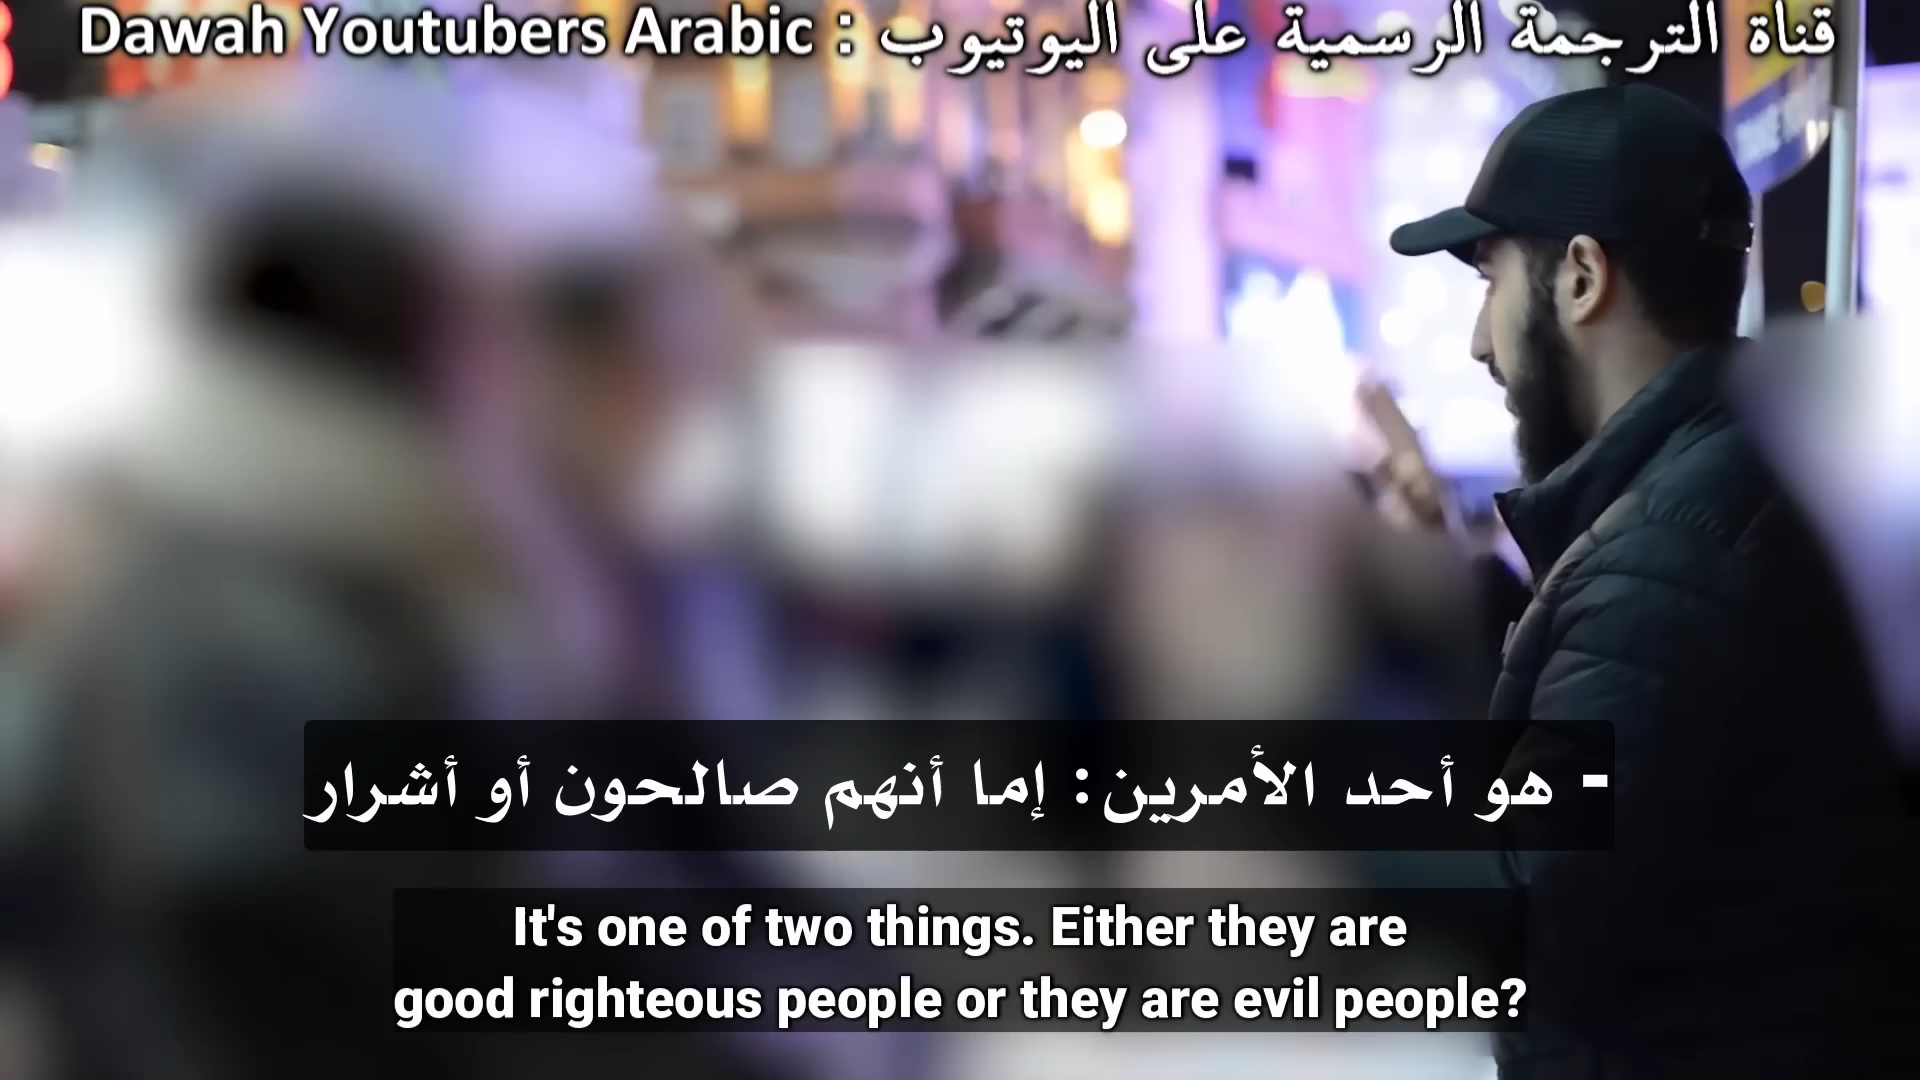 قناة الترجمة الرسمية على اليوتيوب : Dawah Youtubers Arabic
- هو أحد الأمرين: إما أنهم صالحون أو أشرار
It's one of two things. Either they are
good righteous people or they are evil people?